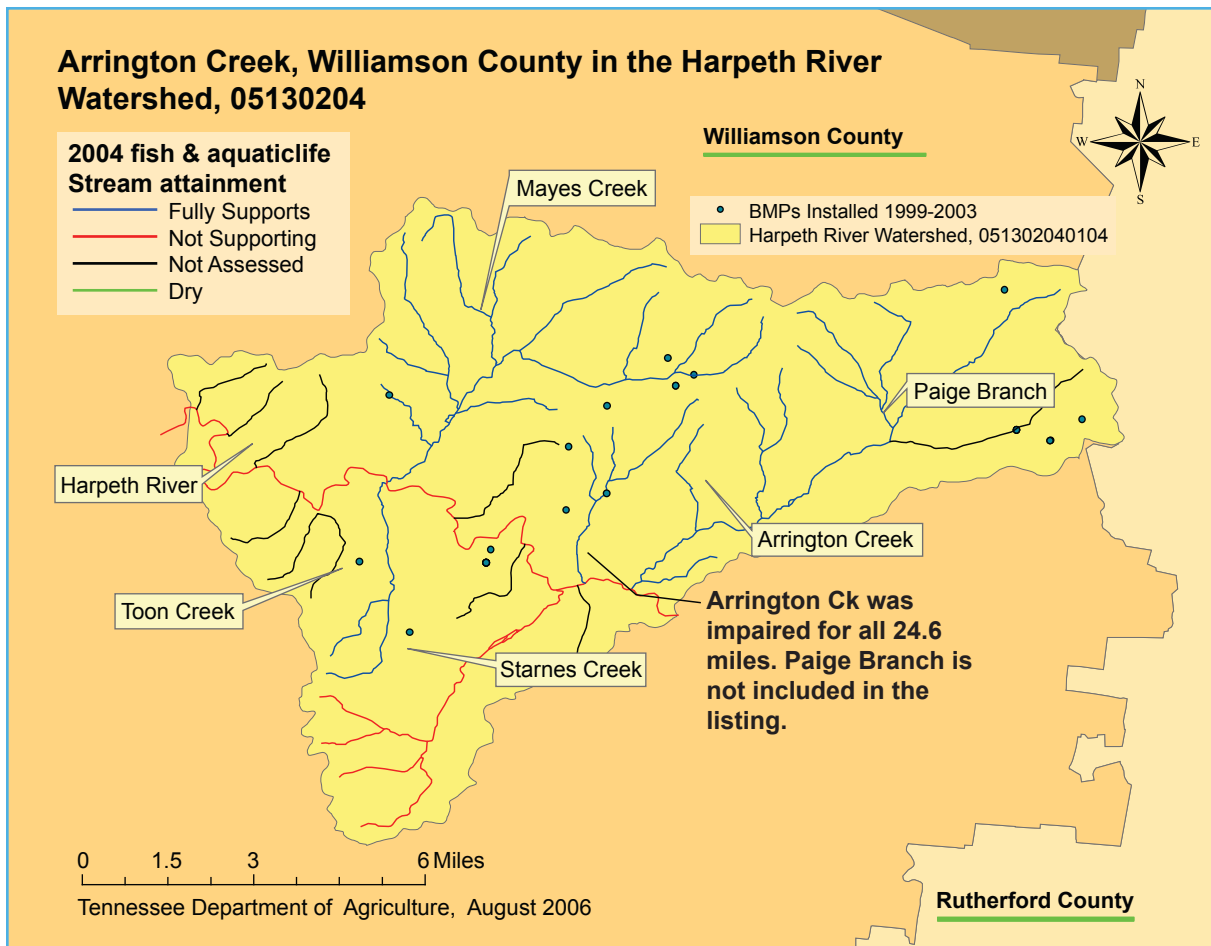 Arrington Creek, Williamson County in the Harpeth River
Watershed, 05130204
N
W
E
S
Williamson County
2004 fish & aquaticlife
Stream attainment
Fully Supports
Not Supporting
Not Assessed
Dry
BMPs Installed 1999-2003
Harpeth River Watershed, 051302040104
Mayes Creek
Paige Branch
Harpeth River
Arrington Creek
Toon Creek
Starnes Creek
Arrington Ck was
impaired for all 24.6
miles. Paige Branch is
not included in the
listing.
0 1.5 3 6 Miles
Tennessee Department of Agriculture, August 2006
Rutherford County